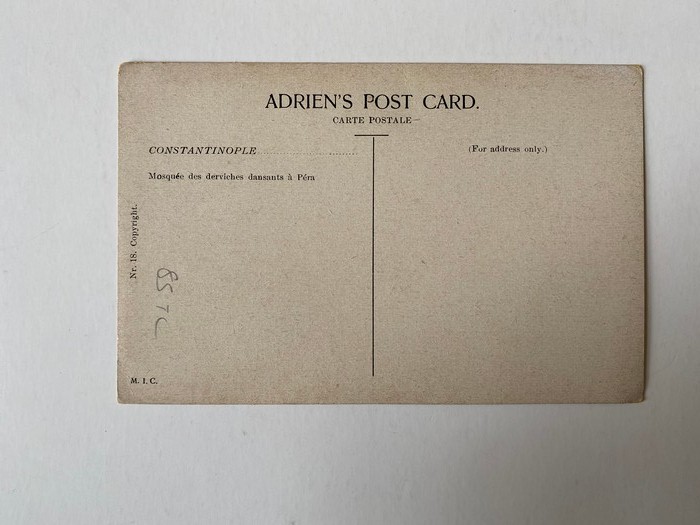 ADRIEN'S POST CARD.
CARTE POSTALE—
CONSTANTINOPLE
(For address only.)
Mosquée des derviches dansants à Péra
Nr. 18. Copyright.
M. I. C.